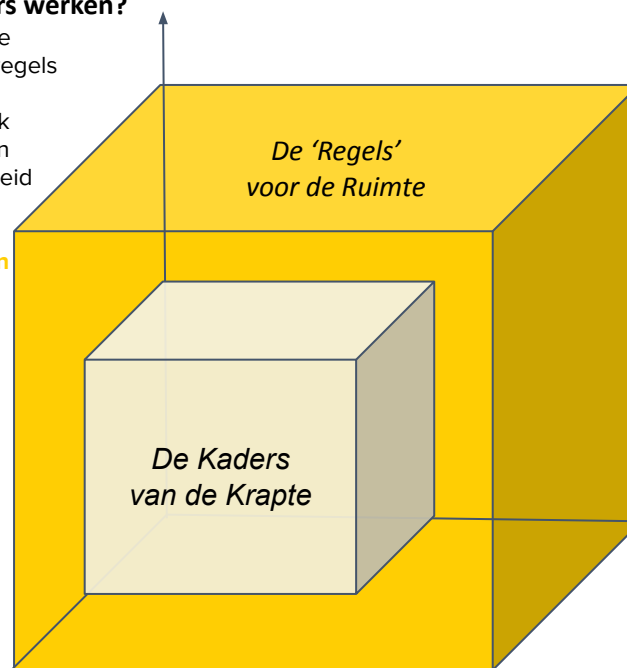 rs werken?
e
egels
k
n
eid
n
De ‘Regels’
voor de Ruimte
De Kaders
van de Krapte